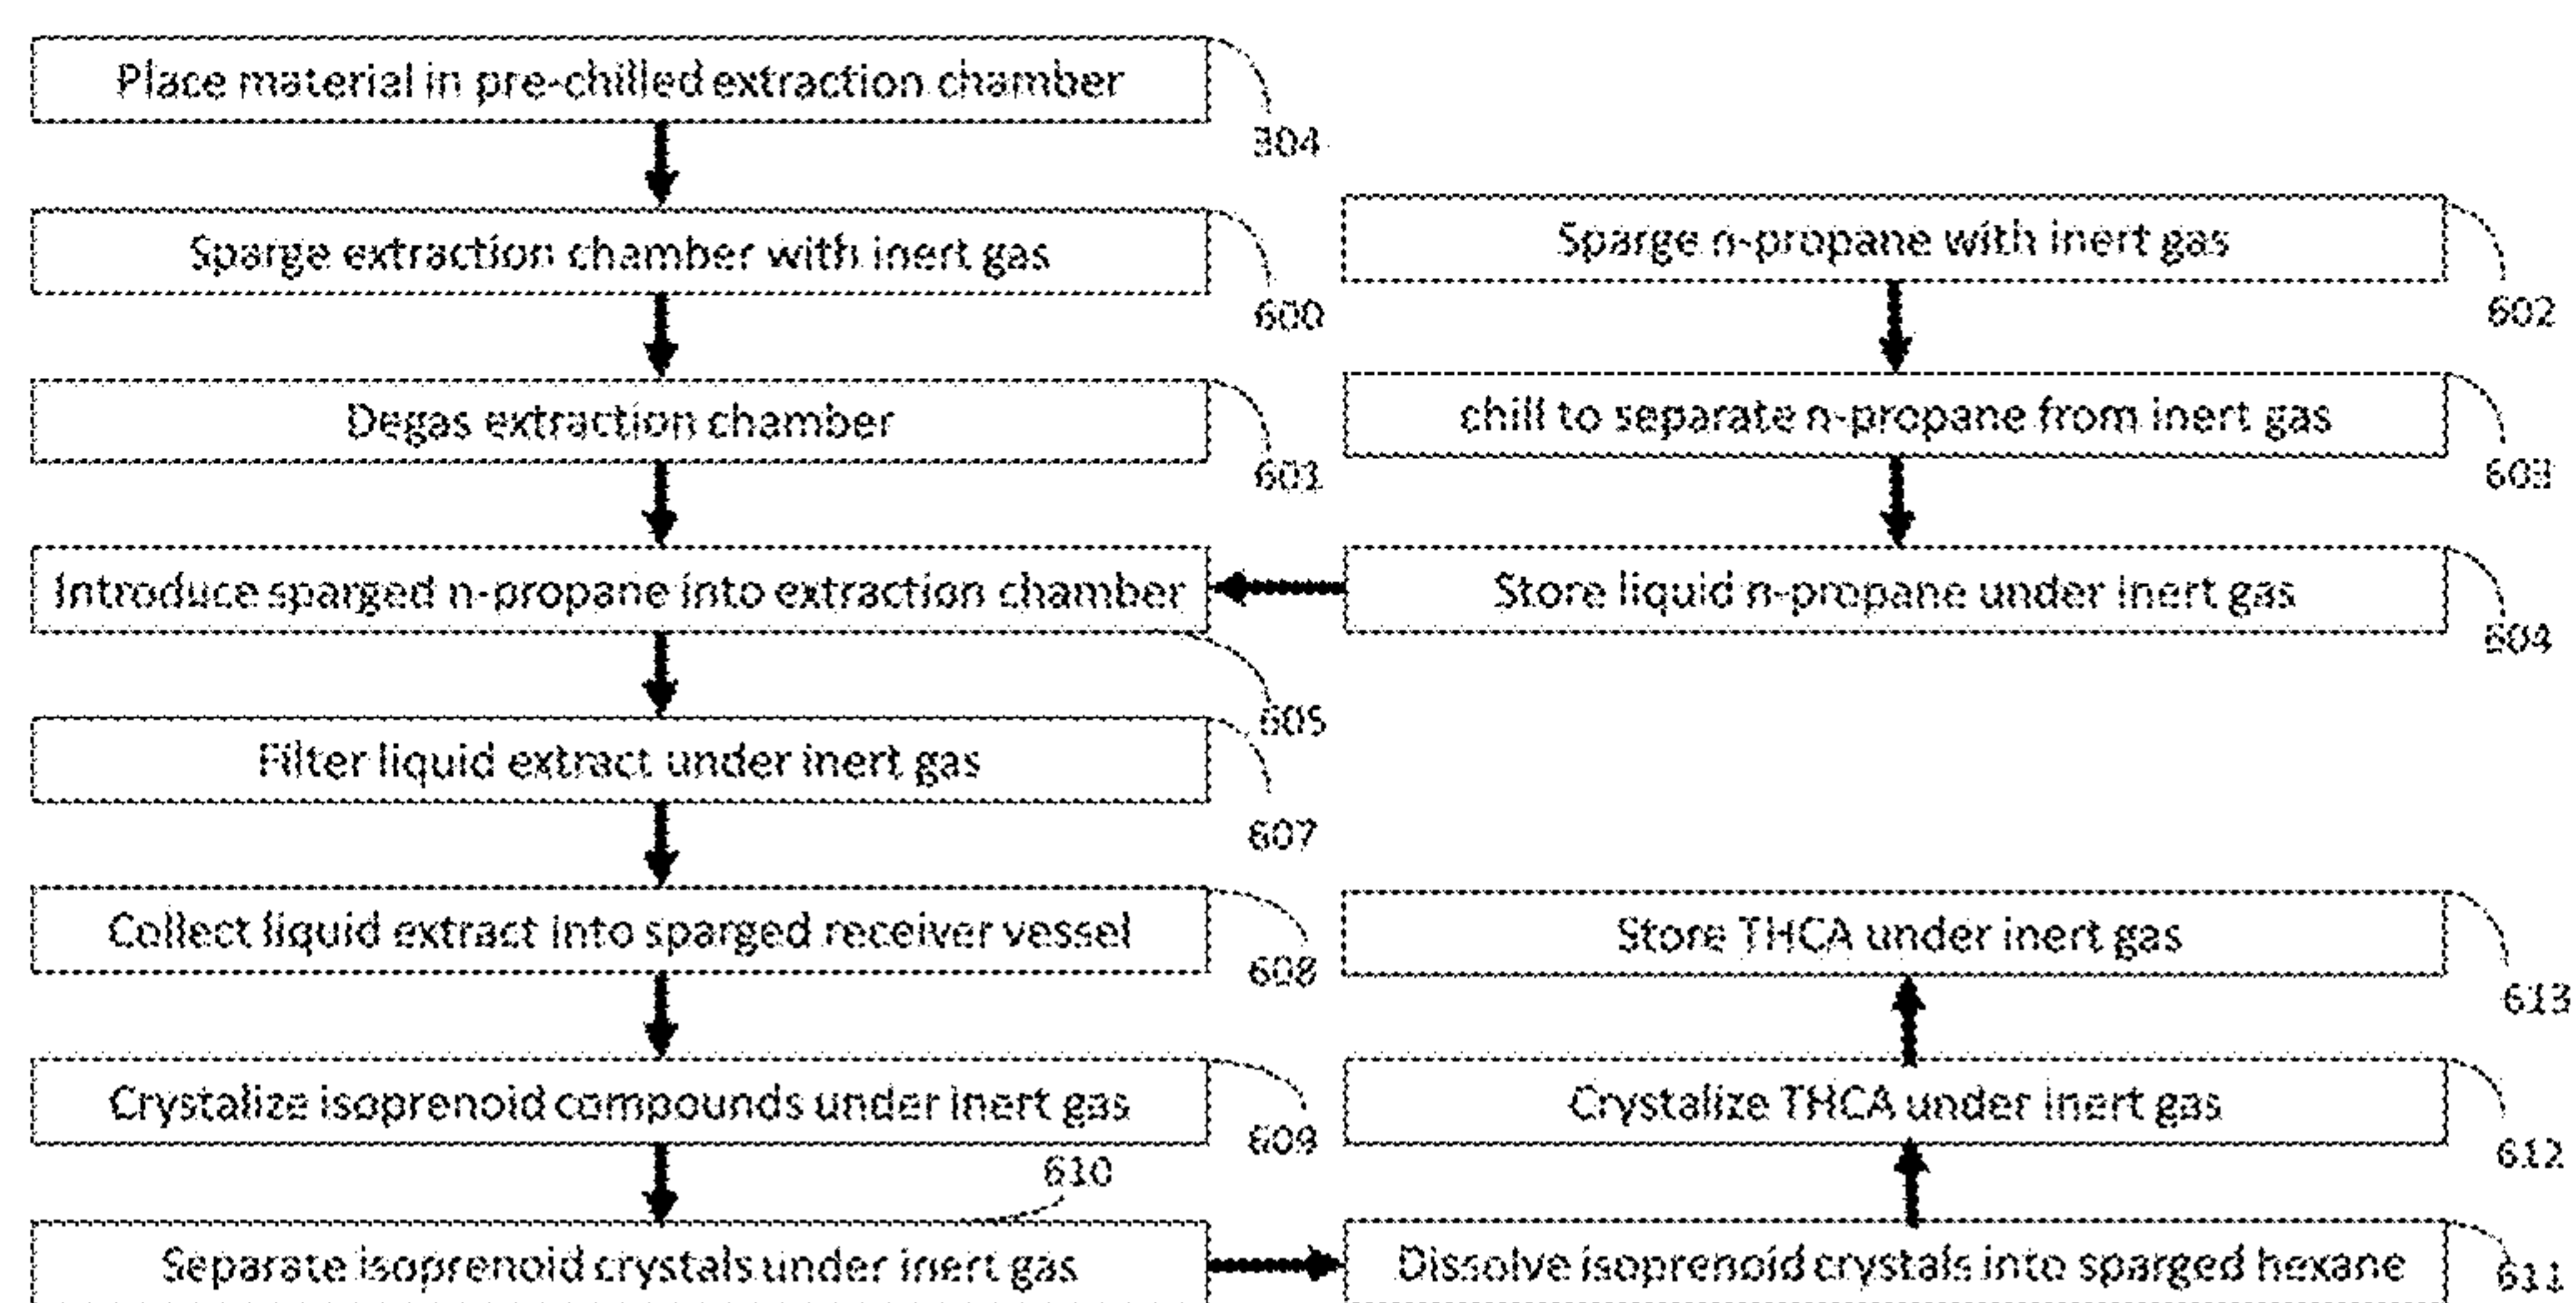 Place material in pre-chilled extraction chamber
304
Sparge extraction chamber with inert gas
600
Degas extraction chamber
601
Introduce sparged n-propane into extraction chamber
605
Sparge n-propane with inert gas
602
chill to separate n-propane from inert gas
603
Store liquid n-propane under inert gas
604
Filter liquid extract under inert gas
607
Collect liquid extract into sparged receiver vessel
608
Crystalize isoprenoid compounds under inert gas
609
610
Separate isoprenoid crystals under inert gas
Dissolve isoprenoid crystals into sparged hexane
611
Crystalize THCA under inert gas
612
Store THCA under inert gas
613